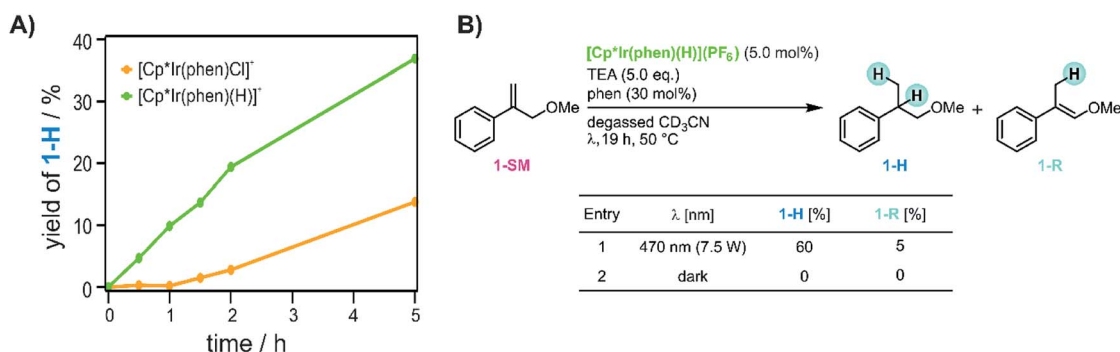 A)
yield of 1-H / %
40
30
20
10
0
[Cp*Ir(phen)Cl]⁺
[Cp*Ir(phen)(H)]⁺
0 1 2 3 4 5
time / h
B)
[Cp*Ir(phen)(H)](PF₆) (5.0 mol%)
TEA (5.0 eq.)
phen (30 mol%)
degassed CD₃CN
λ, 19 h, 50 °C
OMe
1-SM
H
H
OMe
1-H
+
H
OMe
1-R
Entry λ [nm] 1-H [%] 1-R [%]
1 470 nm (7.5 W) 60 5
2 dark 0 0